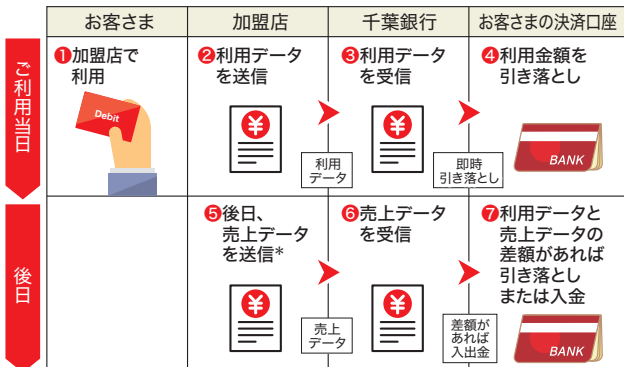 お客さま
加盟店
千葉銀行
お客さまの決済口座
ご利用当日
❶加盟店で
利用
Debit
❷利用データ
を送信
¥
利用
データ
❸利用データ
を受信
¥
即時
引き落とし
❹利用金額を
引き落とし
BANK
後日
❺後日、
売上データ
を送信*
¥
売上
データ
❻売上データ
を受信
¥
差額が
あれば
入出金
❼利用データと
売上データの
差額があれば
引き落とし
または入金
BANK